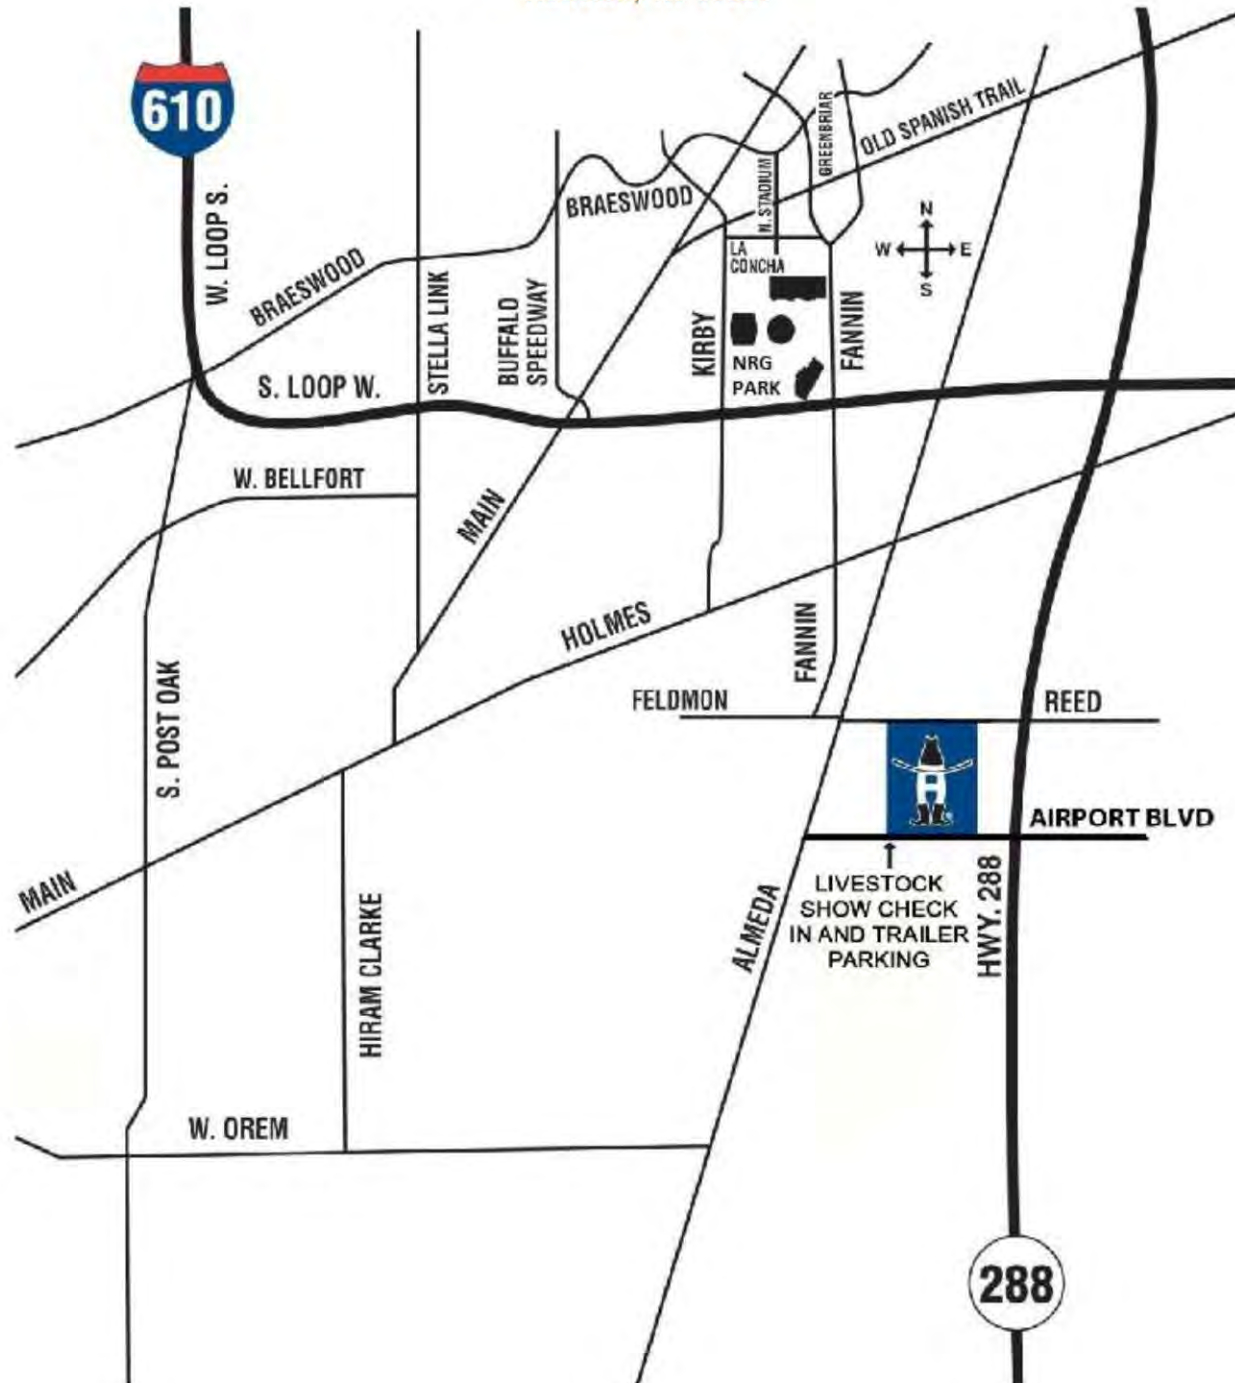 610
W. LOOP S.
BRAESWOOD
S. LOOP W.
STELLA LINK
BUFFALO
SPEEDWAY
BRAESWOOD
N. STADIUM
GREENBRIAR
OLD SPANISH TRAIL
N
W
E
S
LA
CONCHA
KIRBY
NRG
PARK
FANNIN
W. BELLFORT
MAIN
HOLMES
FANNIN
FELDMON
REED
S. POST OAK
H
AIRPORT BLVD
MAIN
HIRAM CLARKE
ALMEDA
LIVESTOCK
SHOW CHECK
IN AND TRAILER
PARKING
HWY. 288
W. OREM
288